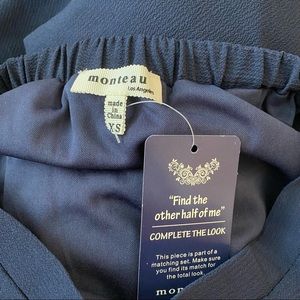 monteau
Los Angeles
made
in
China
XS
"Find the
other half of me"
COMPLETE THE LOOK
This piece is part of a
matching set. Make sure
you find its match for
the total look.